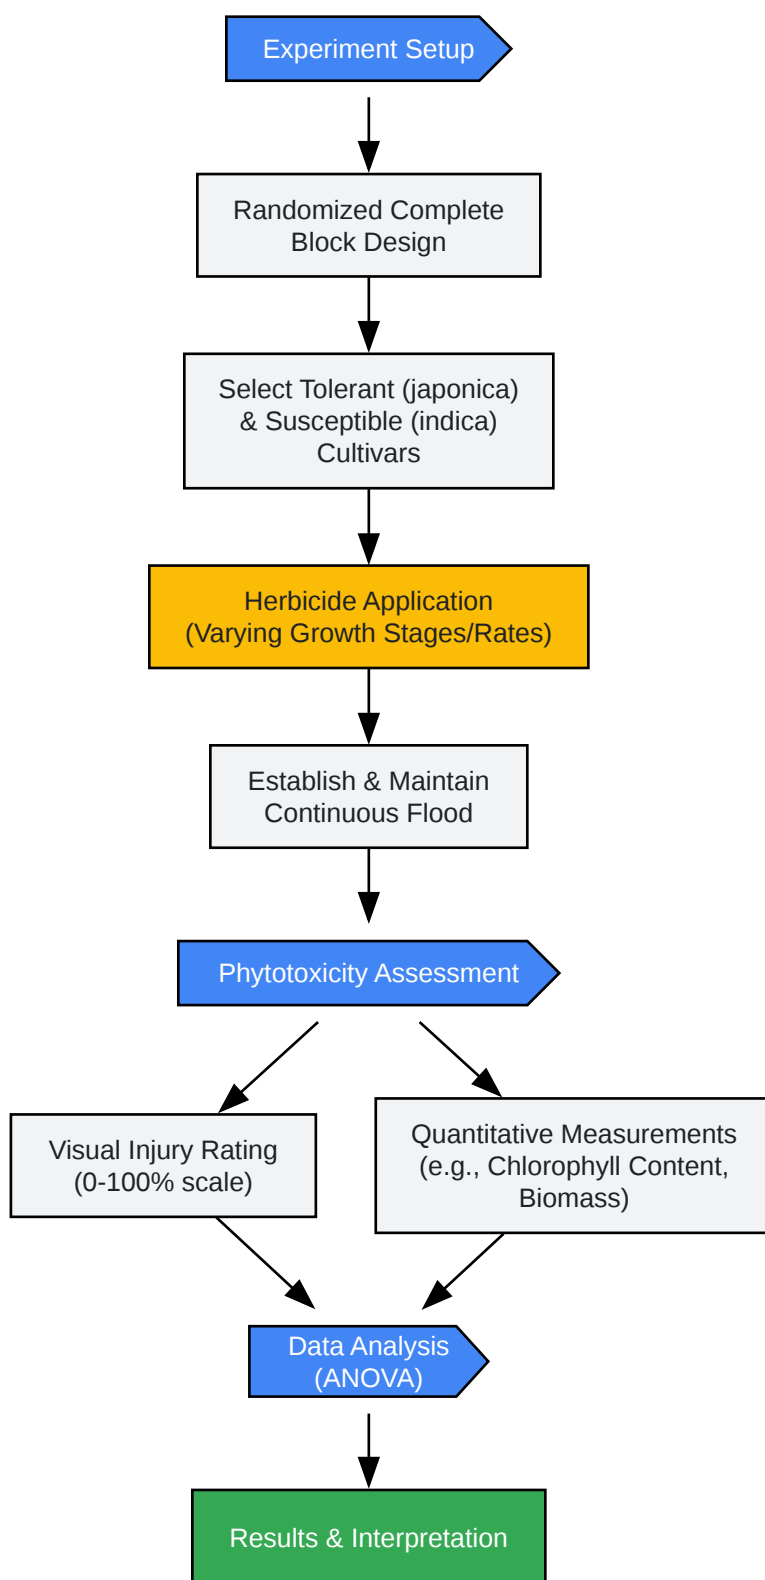 Experiment Setup
Randomized Complete
Block Design
Select Tolerant (japonica)
& Susceptible (indica)
Cultivars
Herbicide Application
(Varying Growth Stages/Rates)
Establish & Maintain
Continuous Flood
Phytotoxicity Assessment
Visual Injury Rating
(0-100% scale)
Quantitative Measurements
(e.g., Chlorophyll Content,
Biomass)
Data Analysis
(ANOVA)
Results & Interpretation